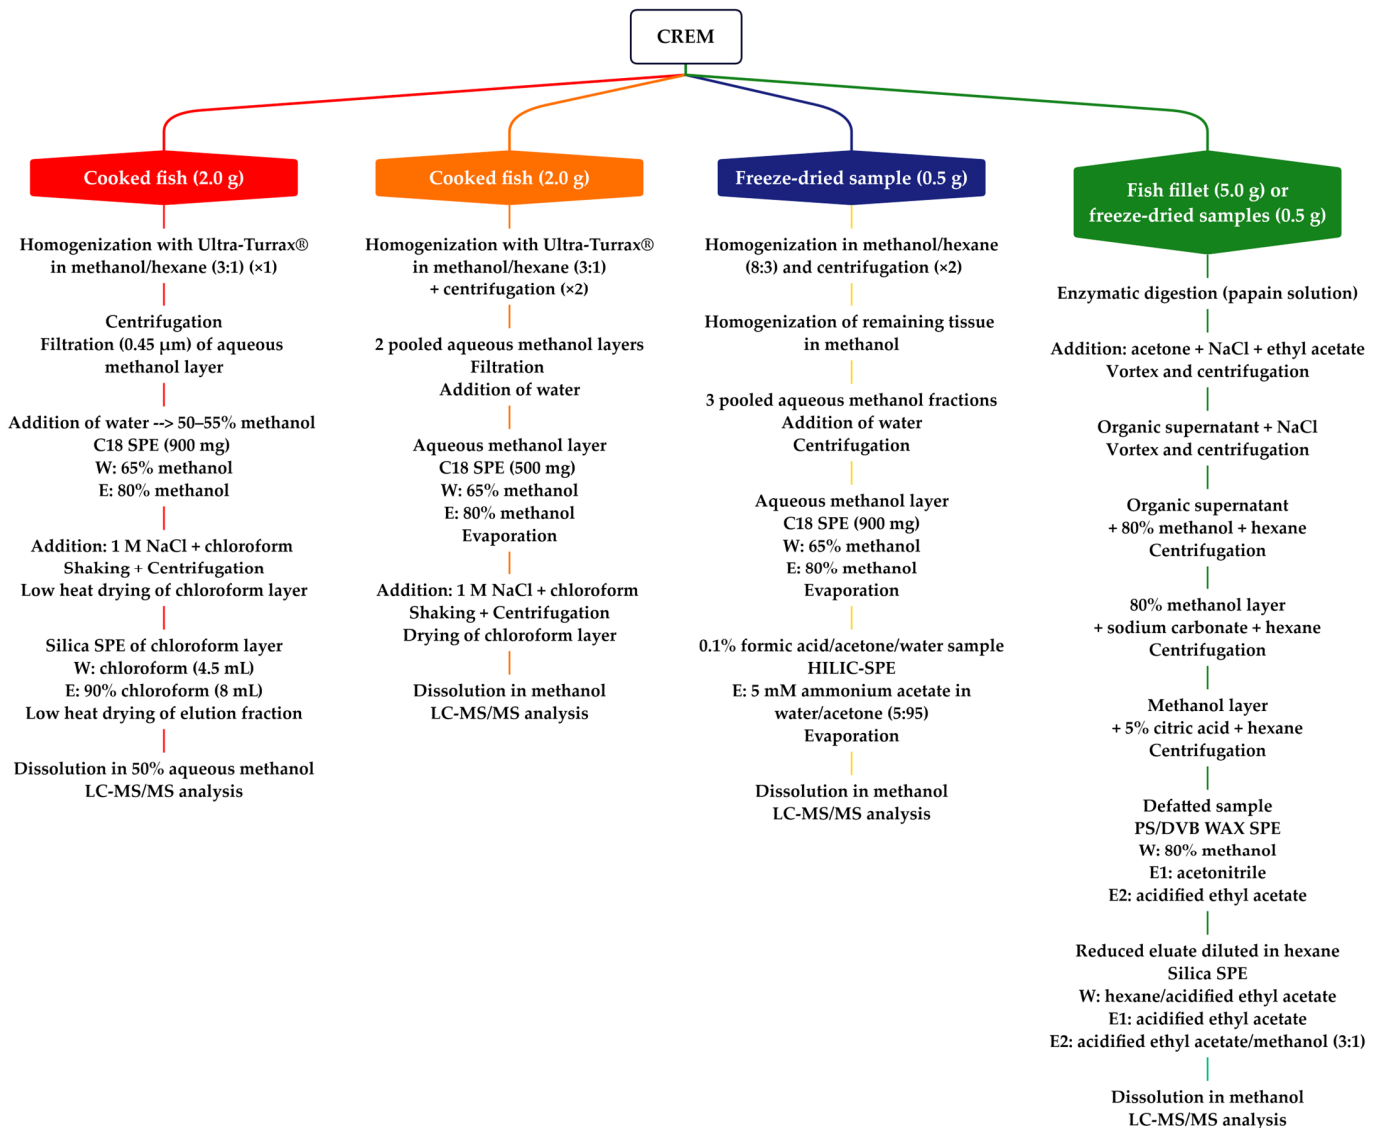 CREM
Cooked fish (2.0 g)
Homogenization with Ultra-Turrax®
in methanol/hexane (3:1) (×1)
Centrifugation
Filtration (0.45 μm) of aqueous
methanol layer
Addition of water --> 50–55% methanol
C18 SPE (900 mg)
W: 65% methanol
E: 80% methanol
Addition: 1 M NaCl + chloroform
Shaking + Centrifugation
Low heat drying of chloroform layer
Silica SPE of chloroform layer
W: chloroform (4.5 mL)
E: 90% chloroform (8 mL)
Low heat drying of elution fraction
Dissolution in 50% aqueous methanol
LC-MS/MS analysis
Cooked fish (2.0 g)
Homogenization with Ultra-Turrax®
in methanol/hexane (3:1)
+ centrifugation (×2)
2 pooled aqueous methanol layers
Filtration
Addition of water
Aqueous methanol layer
C18 SPE (500 mg)
W: 65% methanol
E: 80% methanol
Evaporation
Addition: 1 M NaCl + chloroform
Shaking + Centrifugation
Drying of chloroform layer
Dissolution in methanol
LC-MS/MS analysis
Freeze-dried sample (0.5 g)
Homogenization in methanol/hexane
(8:3) and centrifugation (×2)
Homogenization of remaining tissue
in methanol
3 pooled aqueous methanol fractions
Addition of water
Centrifugation
Aqueous methanol layer
C18 SPE (900 mg)
W: 65% methanol
E: 80% methanol
Evaporation
0.1% formic acid/acetone/water sample
HILIC-SPE
E: 5 mM ammonium acetate in
water/acetone (5:95)
Evaporation
Dissolution in methanol
LC-MS/MS analysis
Fish fillet (5.0 g) or
freeze-dried samples (0.5 g)
Enzymatic digestion (papain solution)
Addition: acetone + NaCl + ethyl acetate
Vortex and centrifugation
Organic supernatant + NaCl
Vortex and centrifugation
Organic supernatant
+ 80% methanol + hexane
Centrifugation
80% methanol layer
+ sodium carbonate + hexane
Centrifugation
Methanol layer
+ 5% citric acid + hexane
Centrifugation
Defatted sample
PS/DVB WAX SPE
W: 80% methanol
E1: acetonitrile
E2: acidified ethyl acetate
Reduced eluate diluted in hexane
Silica SPE
W: hexane/acidified ethyl acetate
E1: acidified ethyl acetate
E2: acidified ethyl acetate/methanol (3:1)
Dissolution in methanol
LC-MS/MS analysis